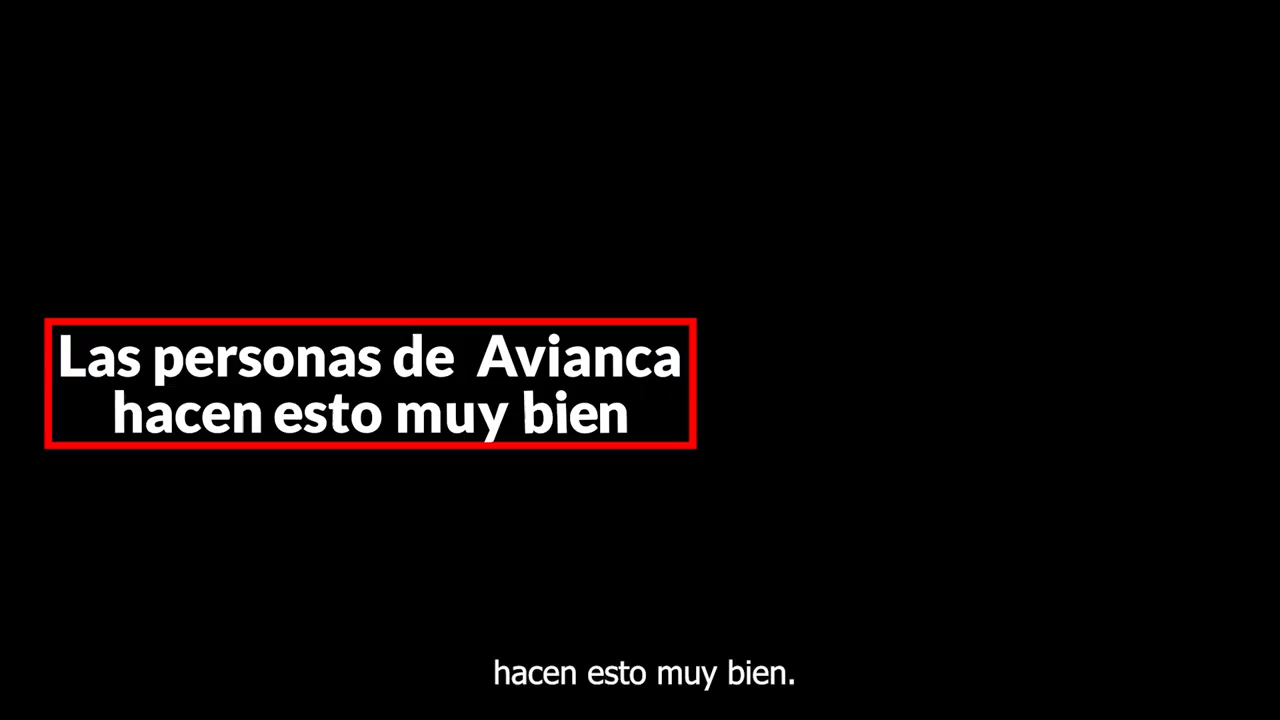 Las personas de Avianca
hacen esto muy bien
hacen esto muy bien.